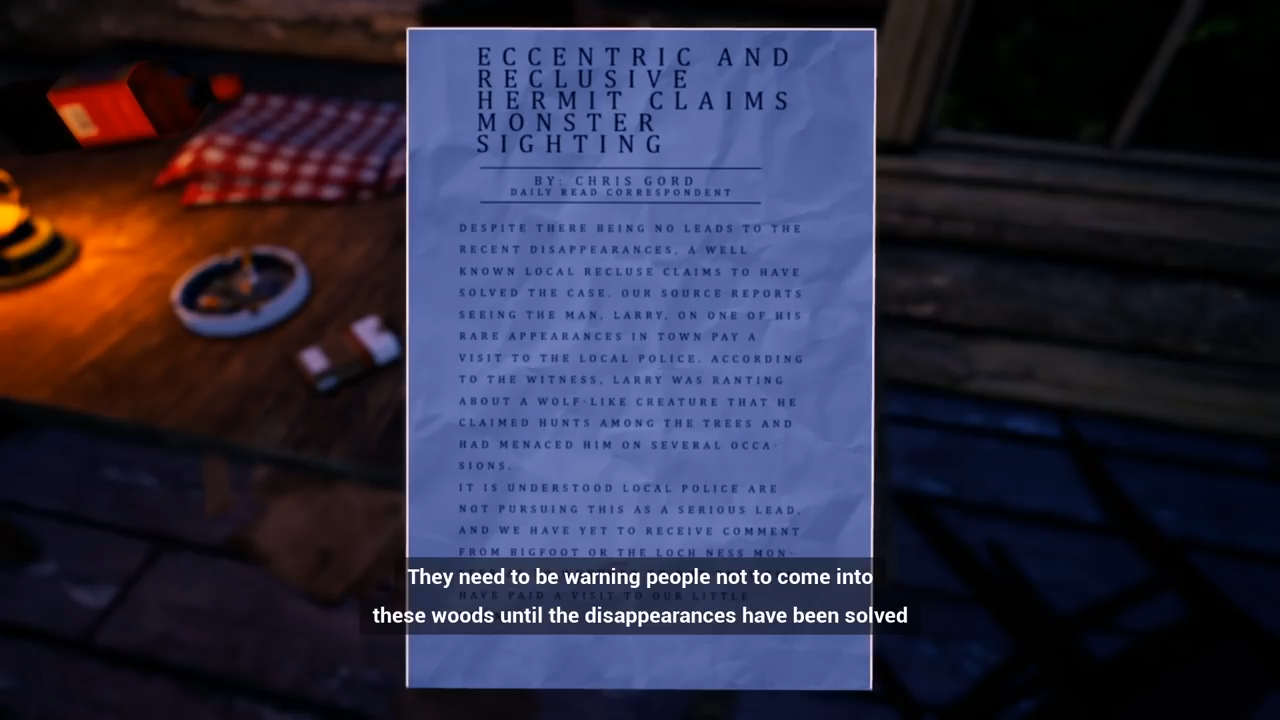 ECCENTRIC AND
RECLUSIVE
HERMIT CLAIMS
MONSTER
SIGHTING
BY: CHRIS GORD
DAILY READ CORRESPONDENT
DESPITE THERE BEING NO LEADS TO THE
RECENT DISAPPEARANCES, A WELL
KNOWN LOCAL RECLUSE CLAIMS TO HAVE
SOLVED THE CASE. OUR SOURCE REPORTS
SEEING THE MAN, LARRY, ON ONE OF HIS
RARE APPEARANCES IN TOWN PAY A
VISIT TO THE LOCAL POLICE. ACCORDING
TO THE WITNESS, LARRY WAS RANTING
ABOUT A WOLF-LIKE CREATURE THAT HE
CLAIMED HUNTS AMONG THE TREES AND
HAD MENACED HIM ON SEVERAL OCCA-
SIONS.
IT IS UNDERSTOOD LOCAL POLICE ARE
NOT PURSUING THIS AS A SERIOUS LEAD,
AND WE HAVE YET TO RECEIVE COMMENT
FROM BIGFOOT OR THE LOCH NESS MON-
They need to be warning people not to come into
HAVE PAID A VISIT TO OUR LITTLE
these woods until the disappearances have been solved